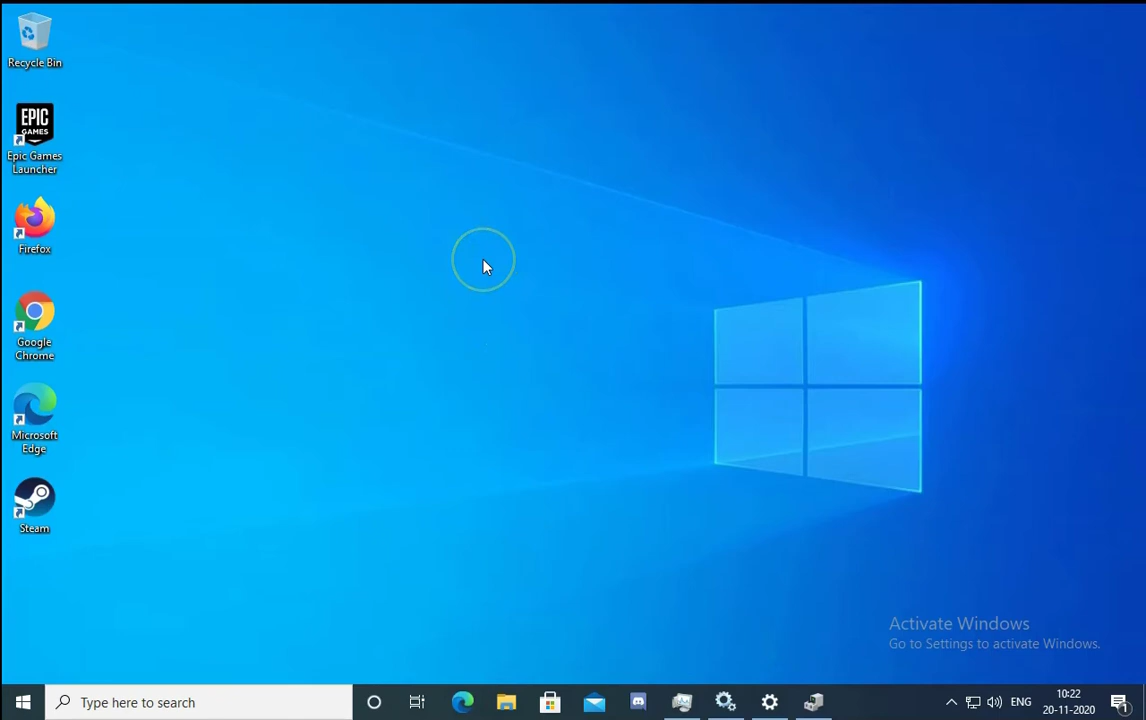 Recycle Bin
EPIC
GAMES
Epic Games
Launcher
Firefox
Google
Chrome
Microsoft
Edge
Steam
Activate Windows
Go to Settings to activate Windows.
Type here to search
ENG
10:22
20-11-2020
1